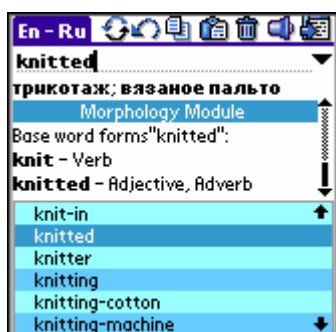 En - Ru
knitted
трикотаж; вязаное пальто
Morphology Module
Base word forms"knitted":
knit - Verb
knitted - Adjective, Adverb
knit-in
knitted
knitter
knitting
knitting-cotton
knitting-machine